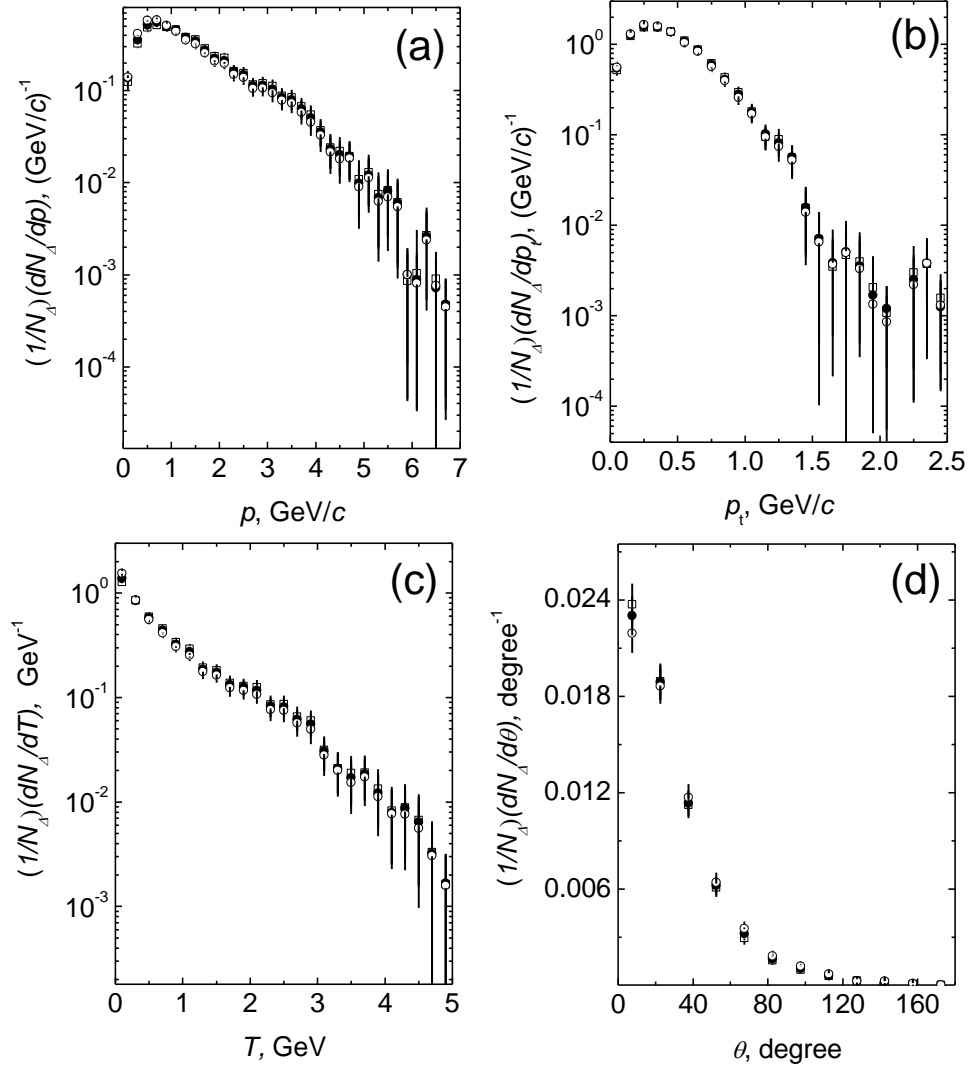 (a)
(1/N_Δ)(dN_Δ/dp), (GeV/c)^-1
10^-1
10^-2
10^-3
10^-4
0 1 2 3 4 5 6 7
p, GeV/c
(b)
(1/N_Δ)(dN_Δ/dp_t), (GeV/c)^-1
10^0
10^-1
10^-2
10^-3
10^-4
0.0 0.5 1.0 1.5 2.0 2.5
p_t, GeV/c
(c)
(1/N_Δ)(dN_Δ/dT), GeV^-1
10^0
10^-1
10^-2
10^-3
0 1 2 3 4 5
T, GeV
(d)
(1/N_Δ)(dN_Δ/dθ), degree^-1
0.024
0.018
0.012
0.006
0 40 80 120 160
θ, degree